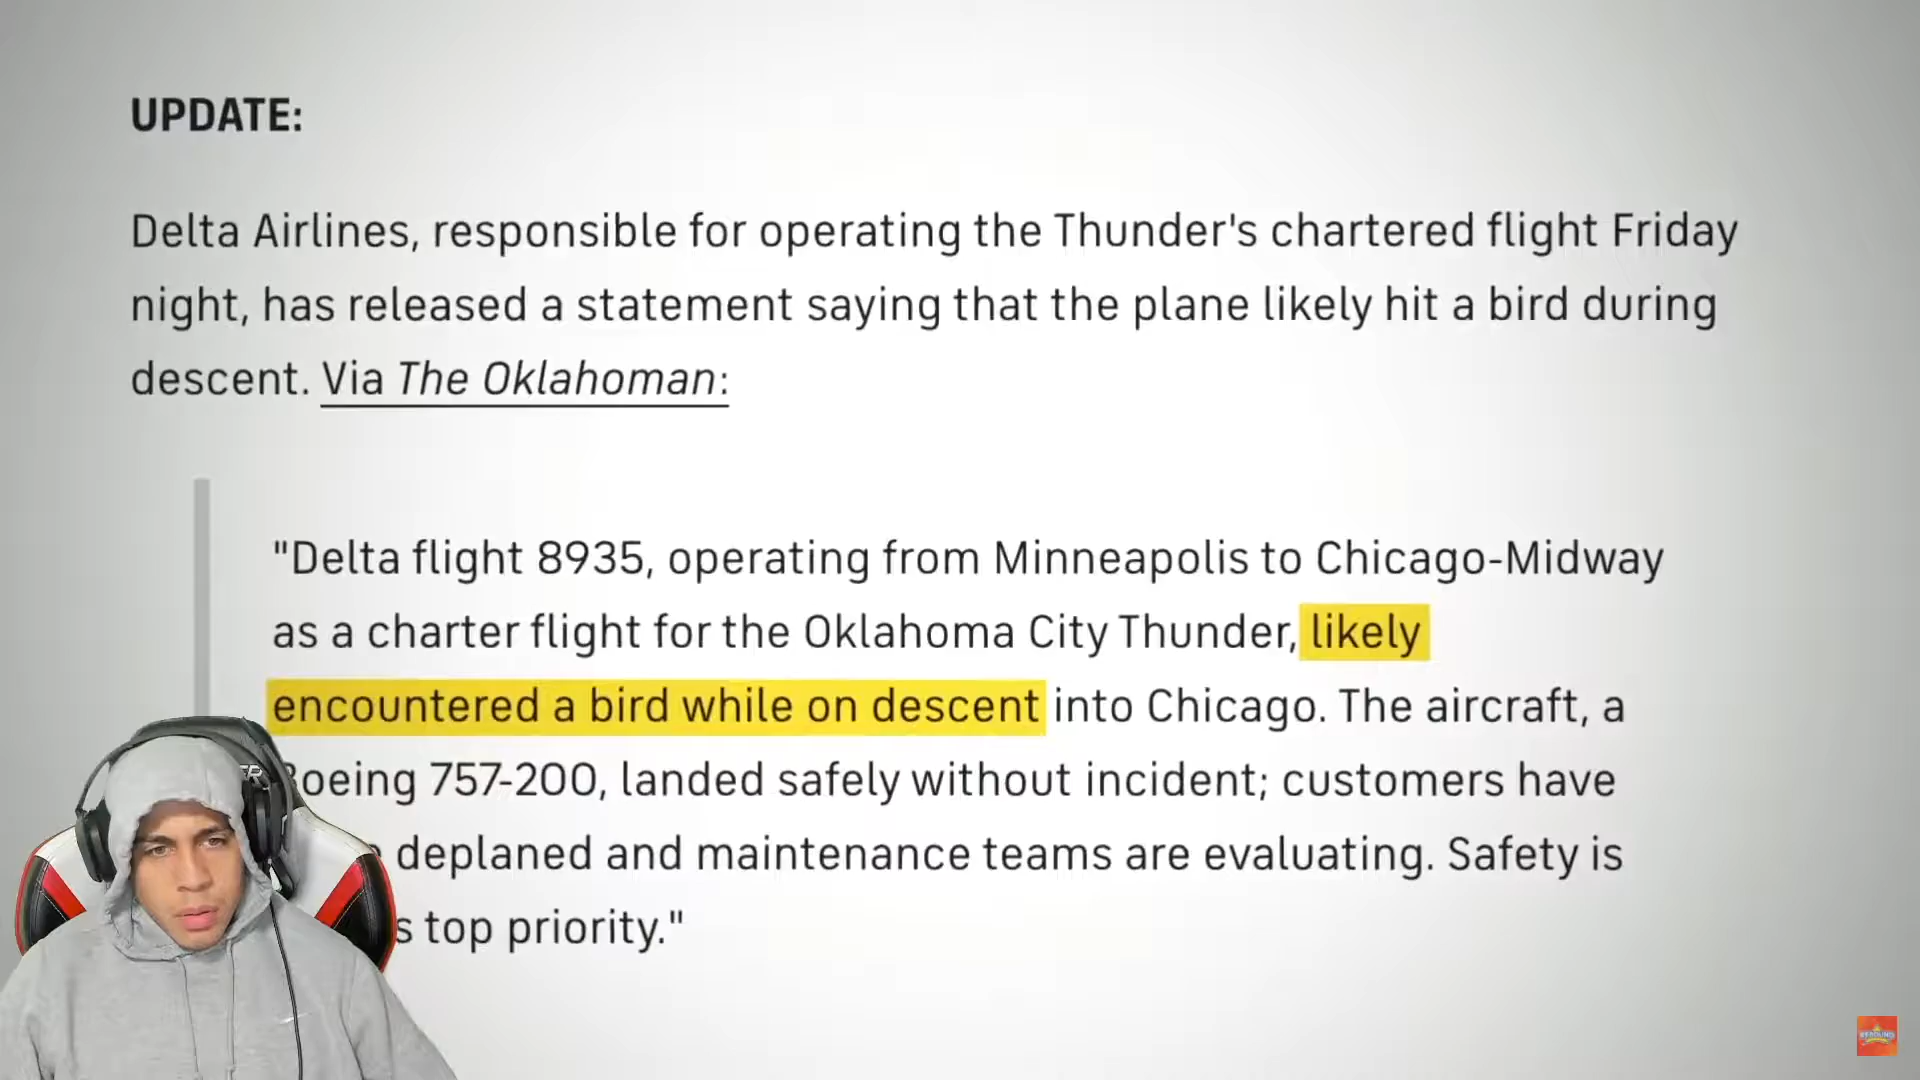 UPDATE:
Delta Airlines, responsible for operating the Thunder's chartered flight Friday
night, has released a statement saying that the plane likely hit a bird during
descent. Via The Oklahoman:
"Delta flight 8935, operating from Minneapolis to Chicago-Midway
as a charter flight for the Oklahoma City Thunder, likely
encountered a bird while on descent into Chicago. The aircraft, a
Boeing 757-200, landed safely without incident; customers have
deplaned and maintenance teams are evaluating. Safety is
s top priority."
REBOUND